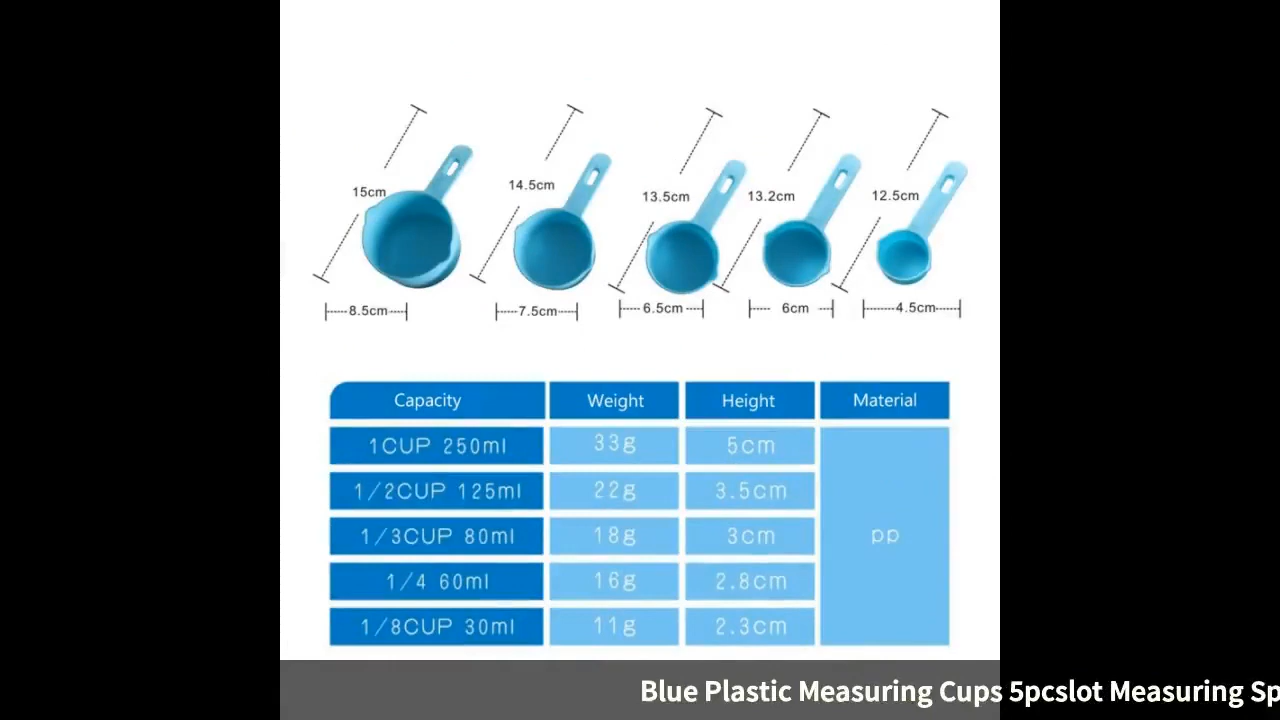 15cm
14.5cm
13.5cm
13.2cm
12.5cm
8.5cm
7.5cm
6.5cm
6cm
4.5cm
Capacity Weight Height Material
1CUP 250ml 33g 5cm
1/2CUP 125ml 22g 3.5cm
1/3CUP 80ml 18g 3cm pp
1/4 60ml 16g 2.8cm
1/8CUP 30ml 11g 2.3cm
Blue Plastic Measuring Cups 5pcslot Measuring Sp